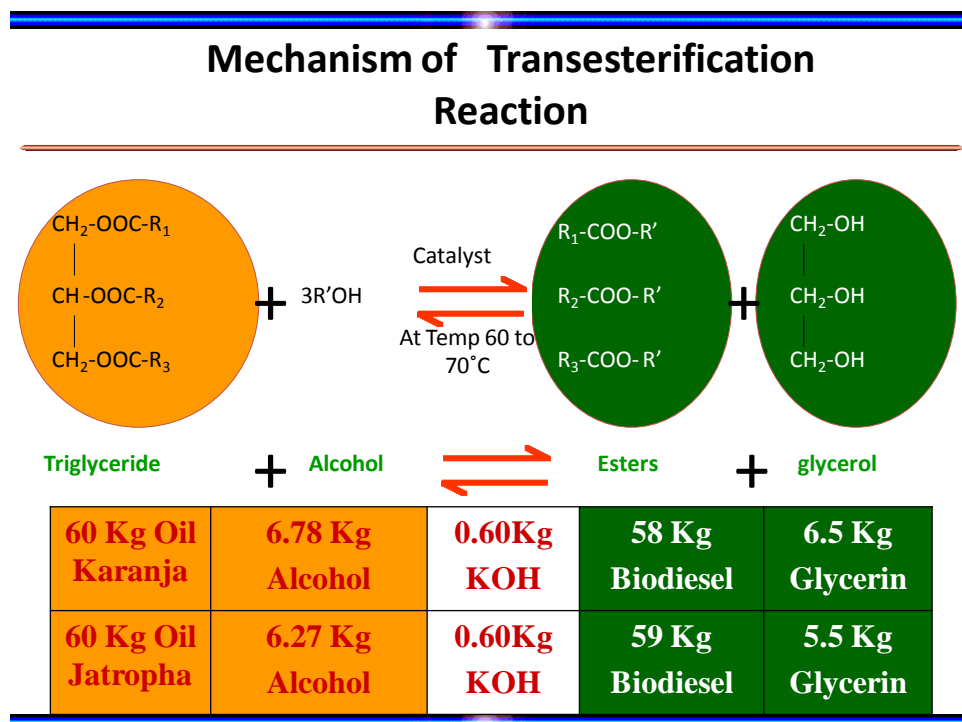 Mechanism of Transesterification
Reaction
CH₂-OOC-R₁
CH-OOC-R₂
CH₂-OOC-R₃
+
3R’OH
Catalyst
At Temp 60 to
70˚C
R₁-COO-R’
R₂-COO-R’
R₃-COO-R’
+
CH₂-OH
CH₂-OH
CH₂-OH
Triglyceride + Alcohol Esters + glycerol
60 Kg Oil
Karanja
6.78 Kg
Alcohol
0.60Kg
KOH
58 Kg
Biodiesel
6.5 Kg
Glycerin
60 Kg Oil
Jatropha
6.27 Kg
Alcohol
0.60Kg
KOH
59 Kg
Biodiesel
5.5 Kg
Glycerin